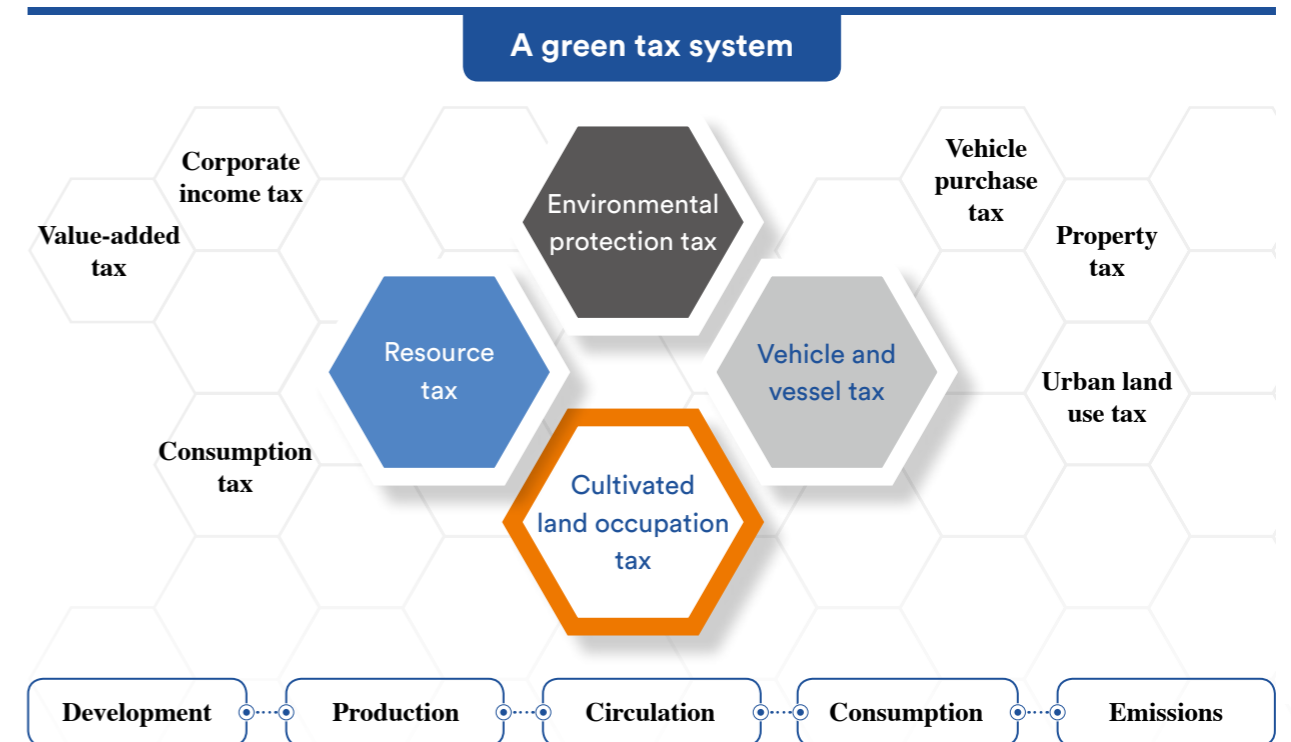 A green tax system
Corporate
income tax
Value-added
tax
Environmental
protection tax
Vehicle
purchase
tax
Property
tax
Resource
tax
Vehicle and
vessel tax
Urban land
use tax
Consumption
tax
Cultivated
land occupation
tax
Development
Production
Circulation
Consumption
Emissions